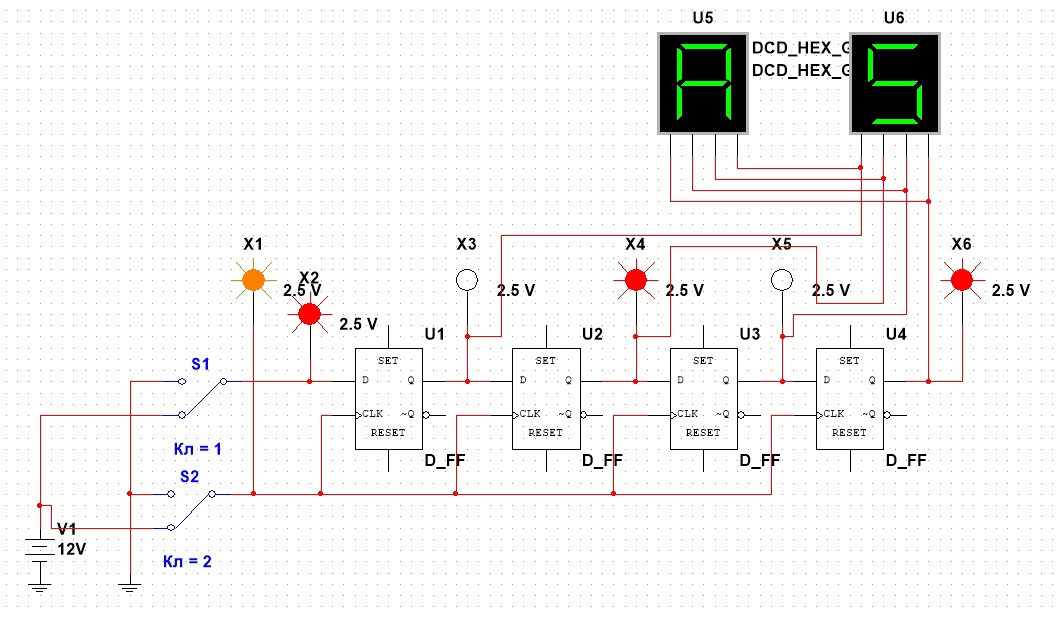 U5
U6
DCD_HEX_G
DCD_HEX_G
A
5
X1
X2
2.5 V
2.5 V
X3
2.5 V
X4
2.5 V
X5
2.5 V
X6
2.5 V
S1
Кл = 1
S2
Кл = 2
V1
12V
U1
SET
D
Q
CLK
~Q
RESET
D_FF
U2
SET
D
Q
CLK
~Q
RESET
D_FF
U3
SET
D
Q
CLK
~Q
RESET
D_FF
U4
SET
D
Q
CLK
~Q
RESET
D_FF